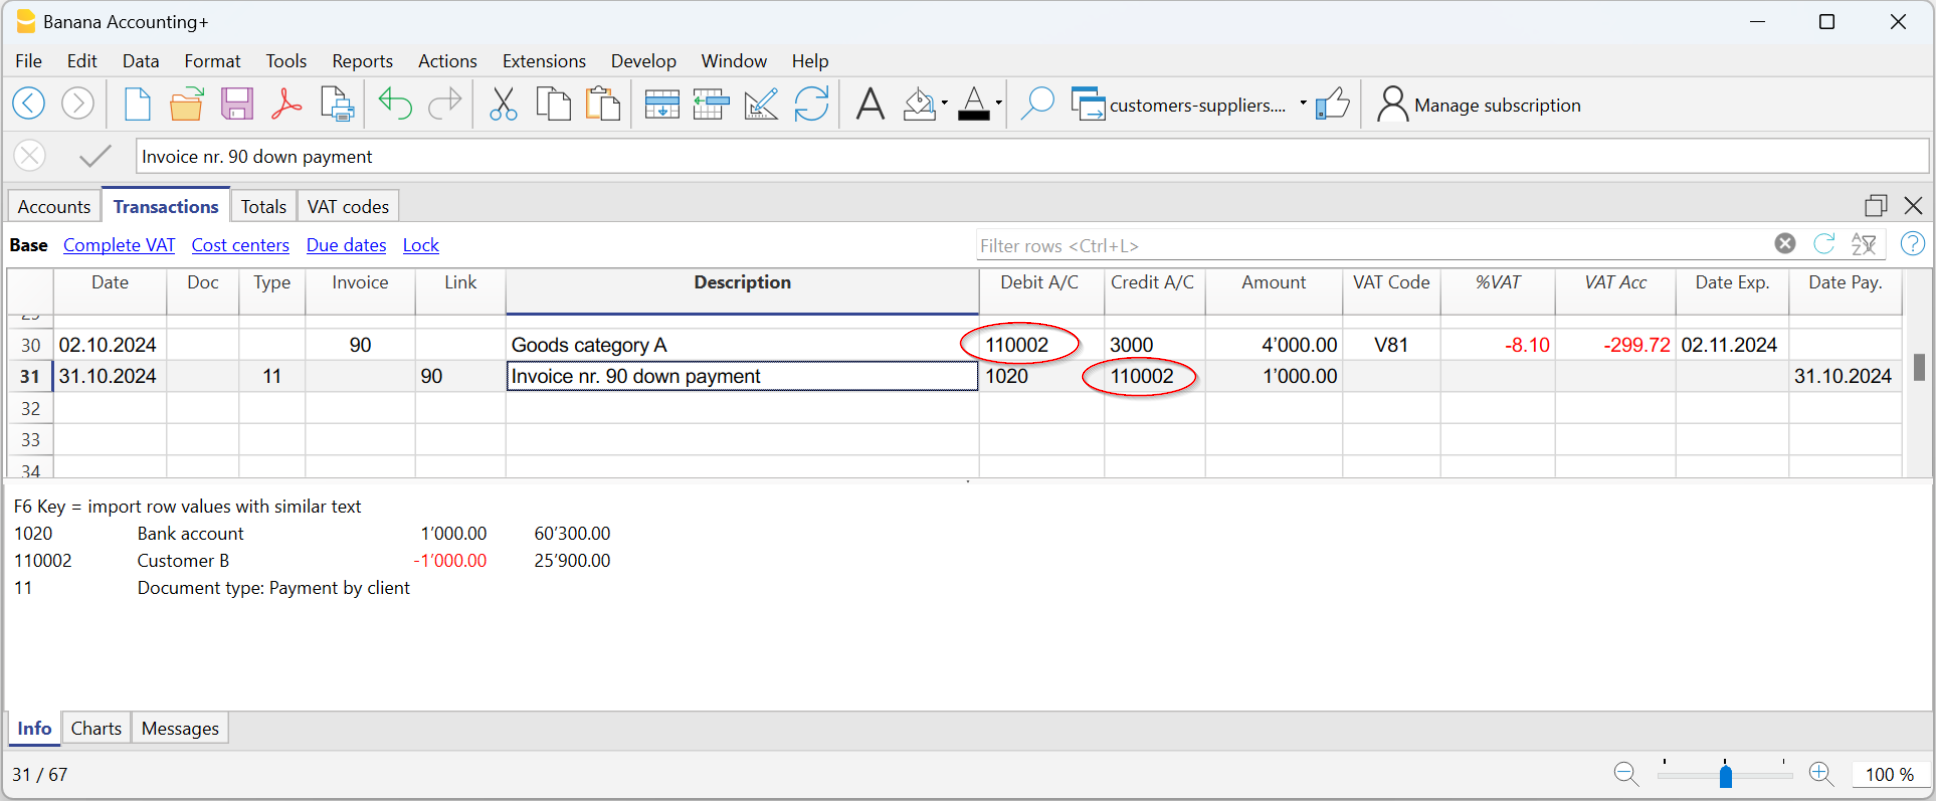 Banana Accounting+
File Edit Data Format Tools Reports Actions Extensions Develop Window Help
customers-suppliers.... Manage subscription
Invoice nr. 90 down payment
Accounts Transactions Totals VAT codes
Base Complete VAT Cost centers Due dates Lock Filter rows <Ctrl+L>
Date Doc Type Invoice Link Description Debit A/C Credit A/C Amount VAT Code %VAT VAT Acc Date Exp. Date Pay.
30 02.10.2024 90 Goods category A 110002 3000 4’000.00 V81 -8.10 -299.72 02.11.2024
31 31.10.2024 11 90 Invoice nr. 90 down payment 1020 110002 1’000.00 31.10.2024
32
33
34
F6 Key = import row values with similar text
1020 Bank account 1’000.00 60’300.00
110002 Customer B -1’000.00 25’900.00
11 Document type: Payment by client
Info Charts Messages
31 / 67 100 %